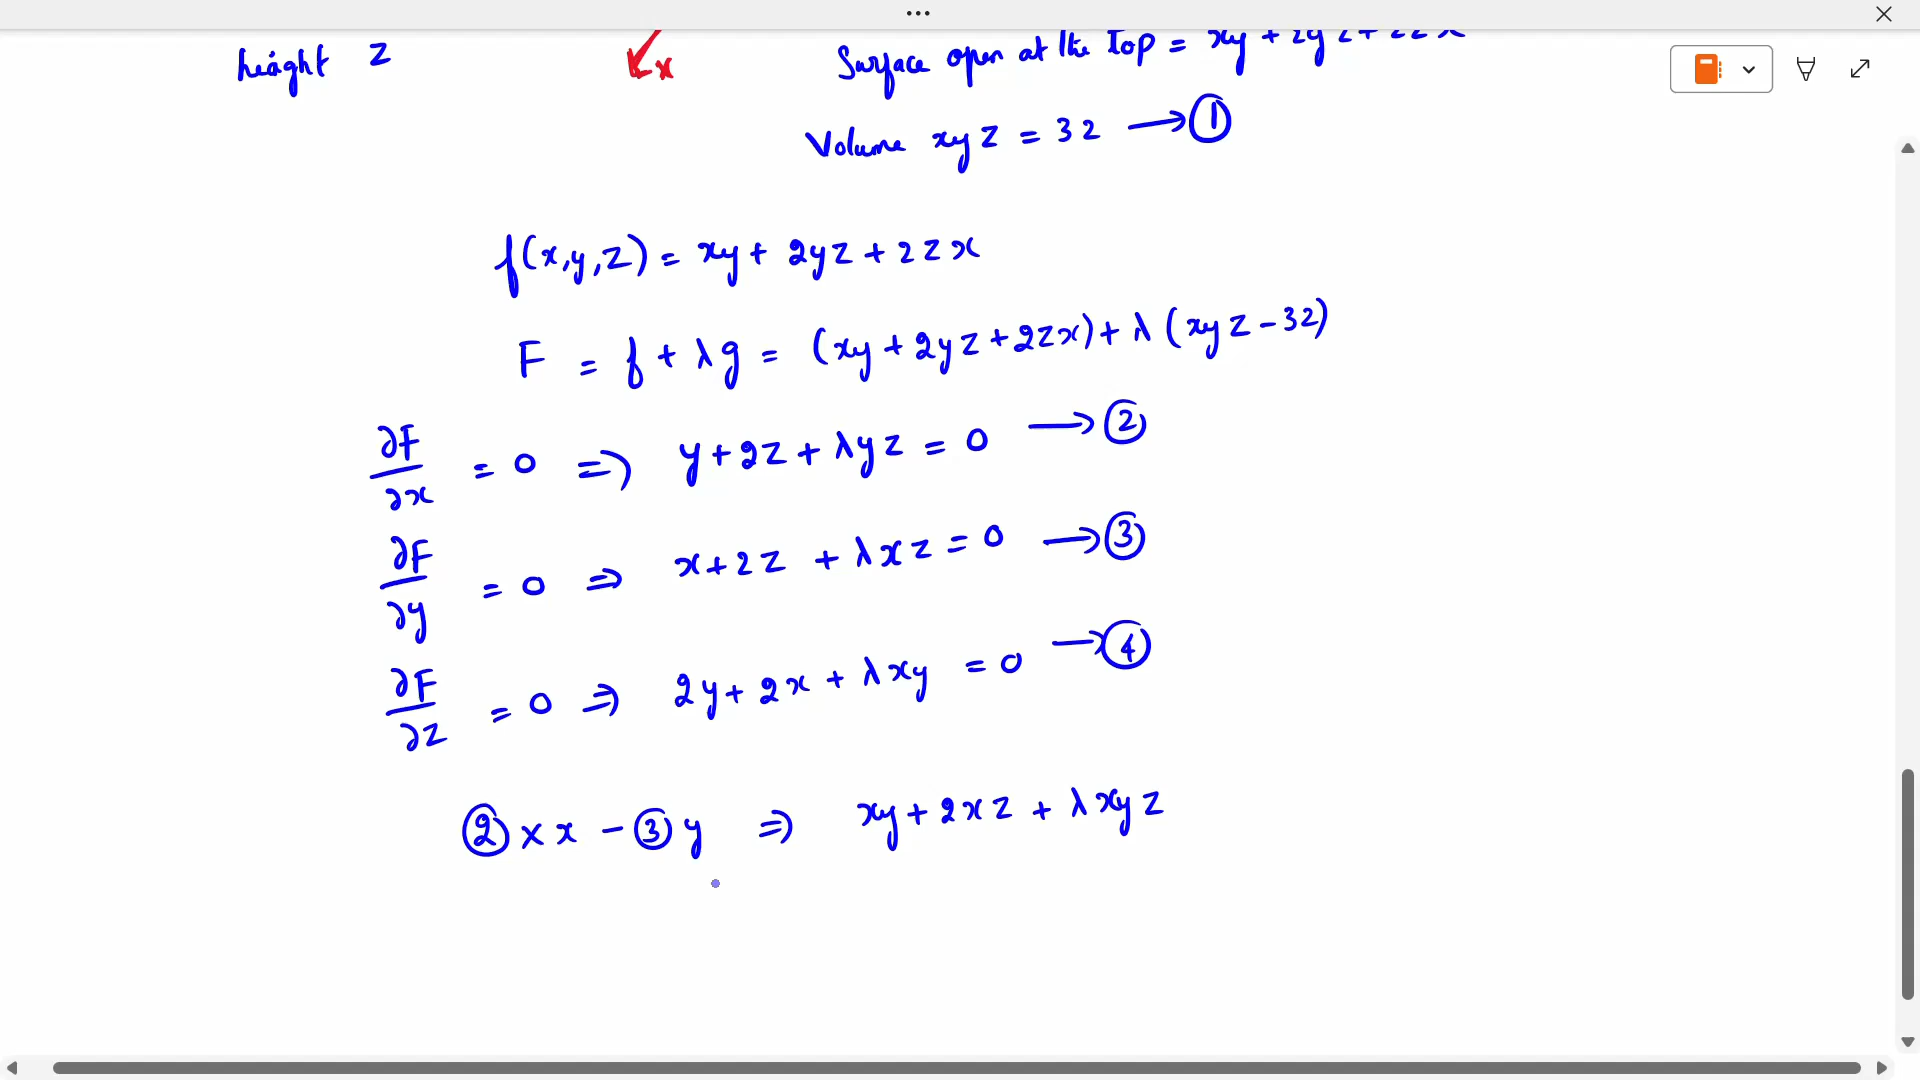 height z
x
Surface open at the top = xy + 2yz + 2zx
Volume xyz = 32 → ①
f(x,y,z) = xy + 2yz + 2zx
F = f + λg = (xy + 2yz + 2zx) + λ(xyz - 32)
∂F/∂x = 0 ⇒ y + 2z + λyz = 0 → ②
∂F/∂y = 0 ⇒ x + 2z + λxz = 0 → ③
∂F/∂z = 0 ⇒ 2y + 2x + λxy = 0 → ④
② × x - ③ y ⇒ xy + 2xz + λxyz